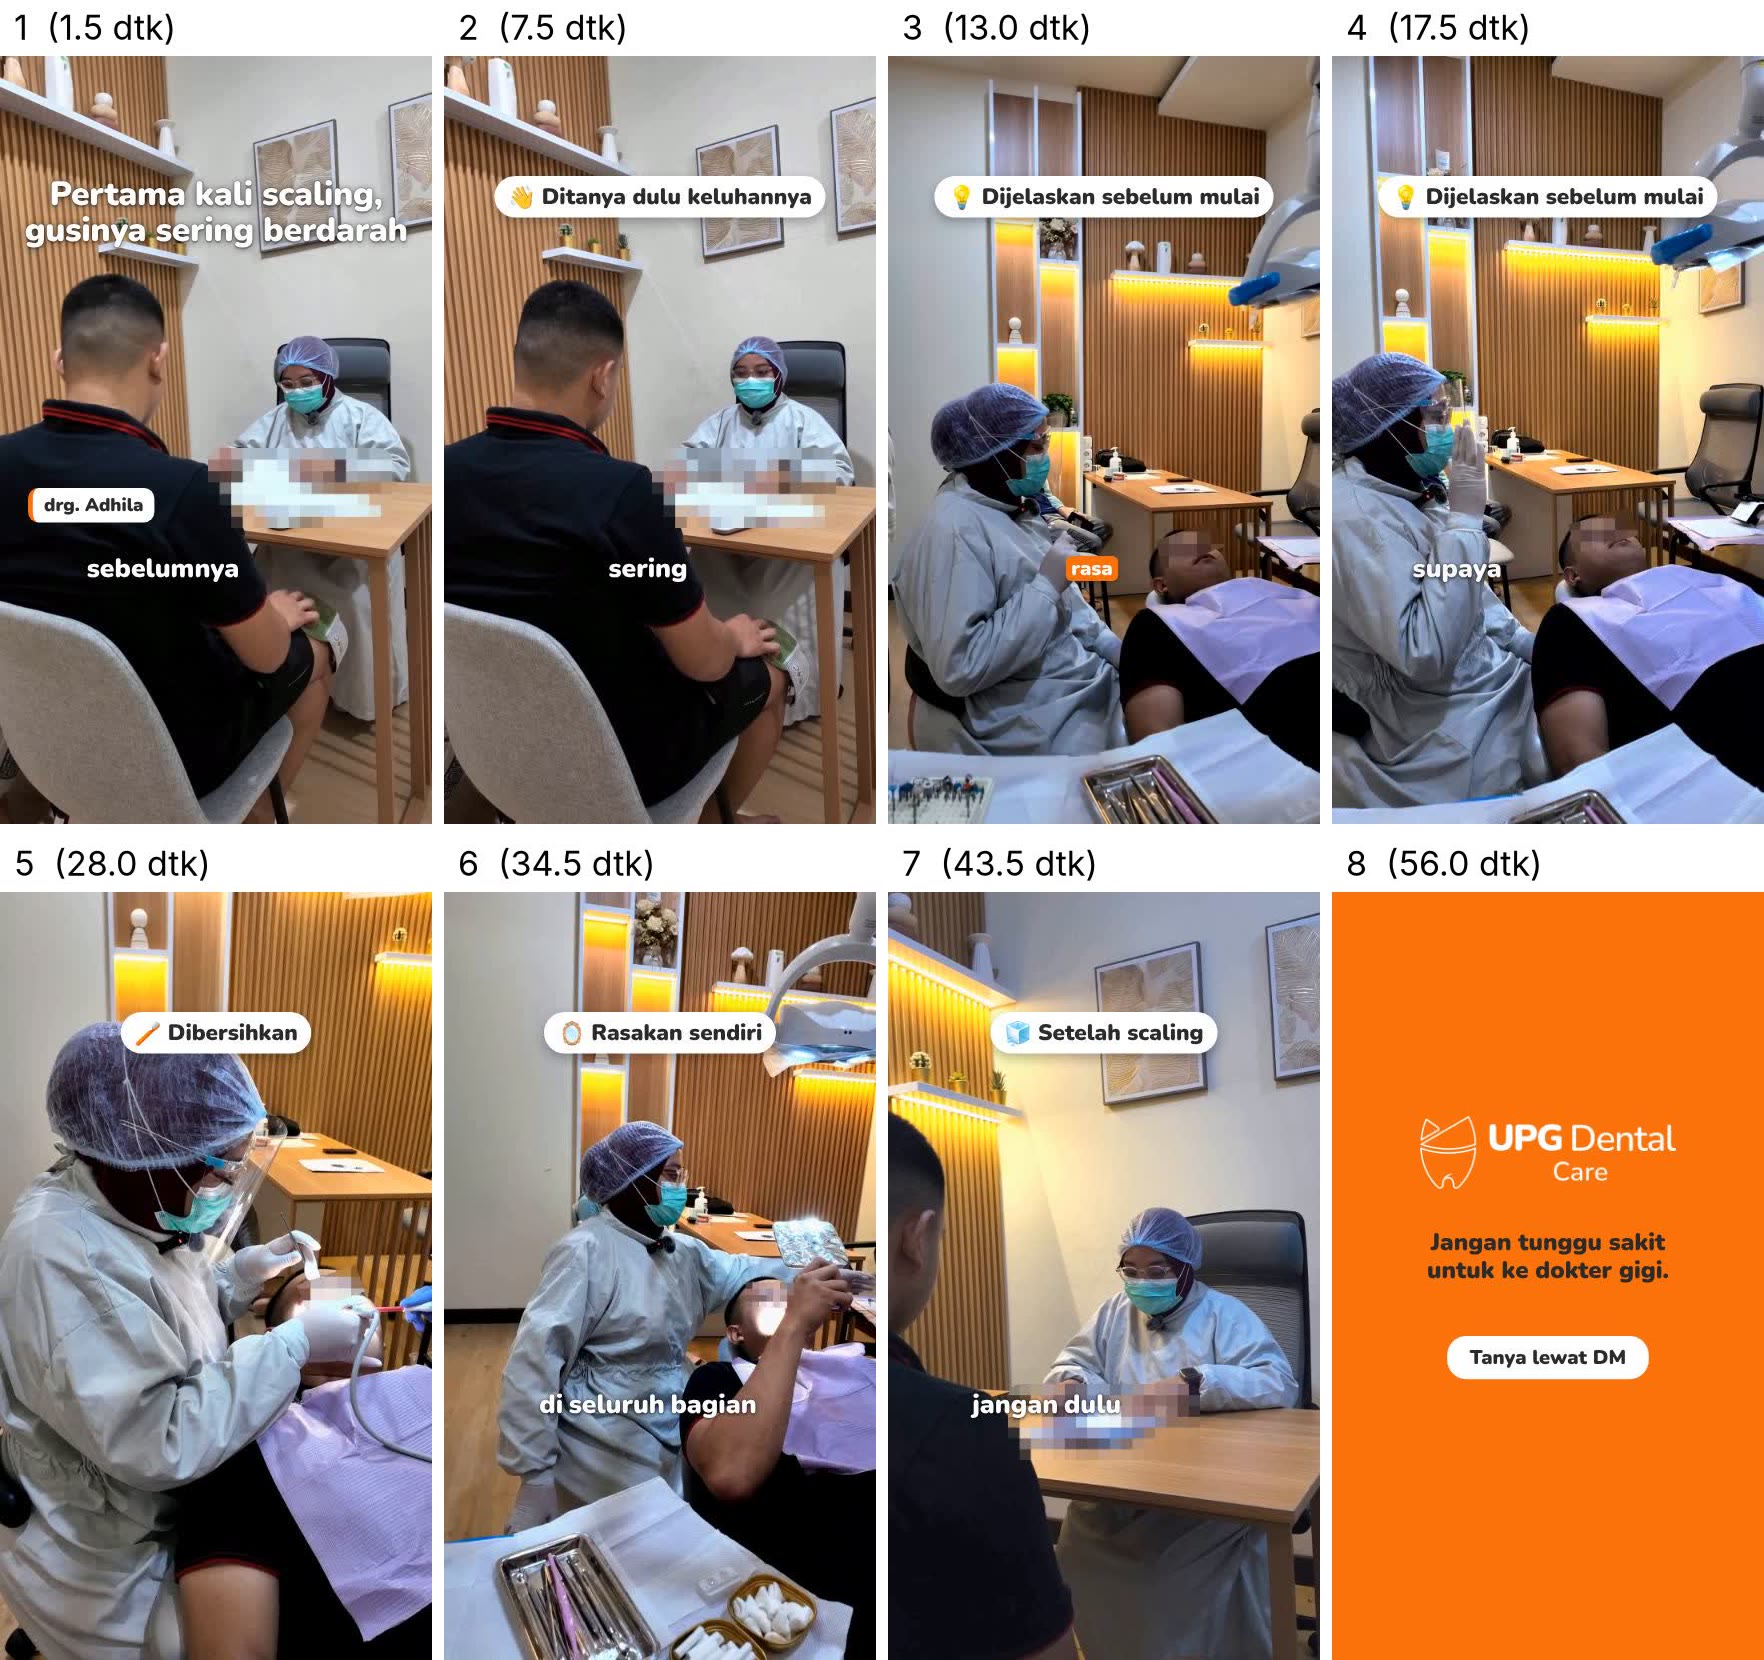 1 (1.5 dtk)
Pertama kali scaling,
gusinya sering berdarah
drg. Adhila
sebelumnya
2 (7.5 dtk)
👋 Ditanya dulu keluhannya
sering
3 (13.0 dtk)
💡 Dijelaskan sebelum mulai
rasa
4 (17.5 dtk)
💡 Dijelaskan sebelum mulai
supaya
5 (28.0 dtk)
🪥 Dibersihkan
6 (34.5 dtk)
🪞 Rasakan sendiri
di seluruh bagian
7 (43.5 dtk)
🧊 Setelah scaling
jangan dulu
8 (56.0 dtk)
UPG Dental
Care
Jangan tunggu sakit
untuk ke dokter gigi.
Tanya lewat DM